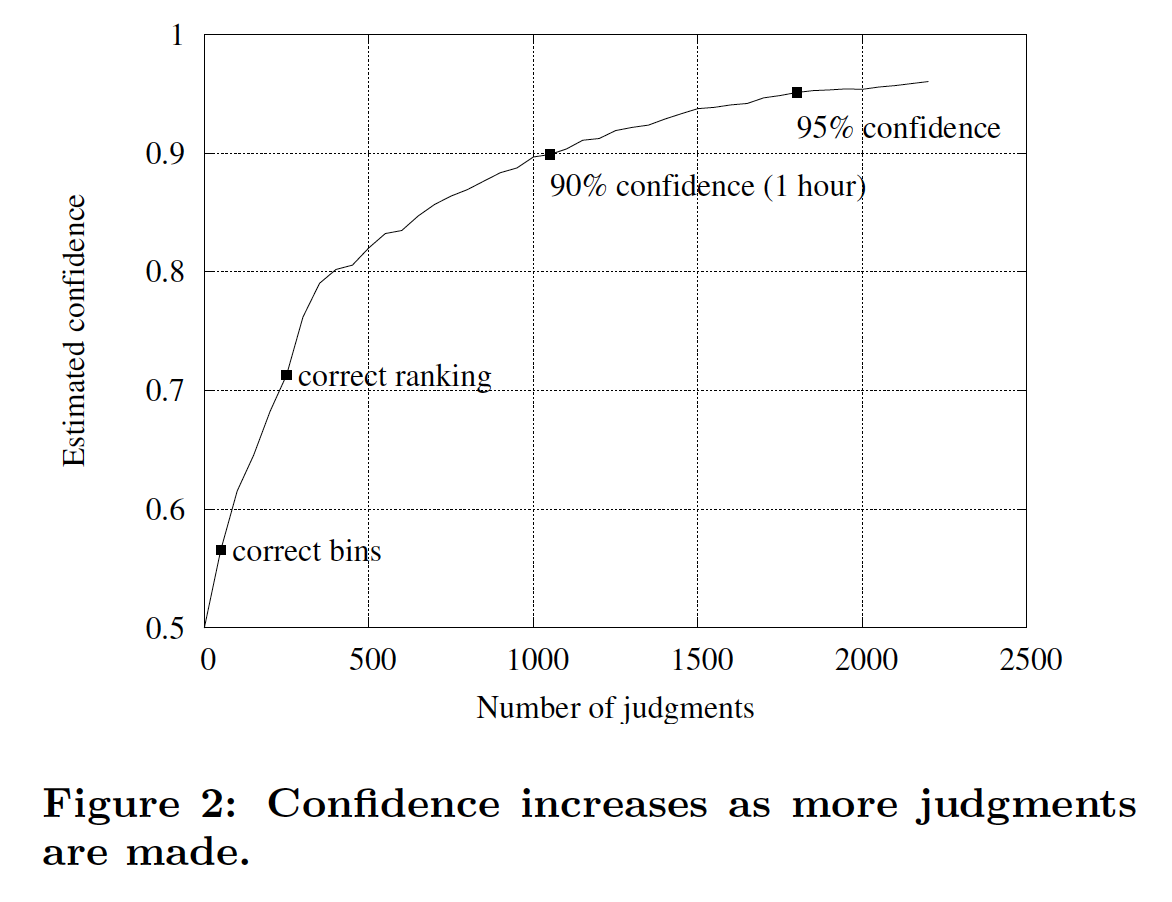 1
0.9
0.8
0.7
0.6
0.5
Estimated confidence
95% confidence
90% confidence (1 hour)
correct ranking
correct bins
0 500 1000 1500 2000 2500
Number of judgments
Figure 2: Confidence increases as more judgments
are made.